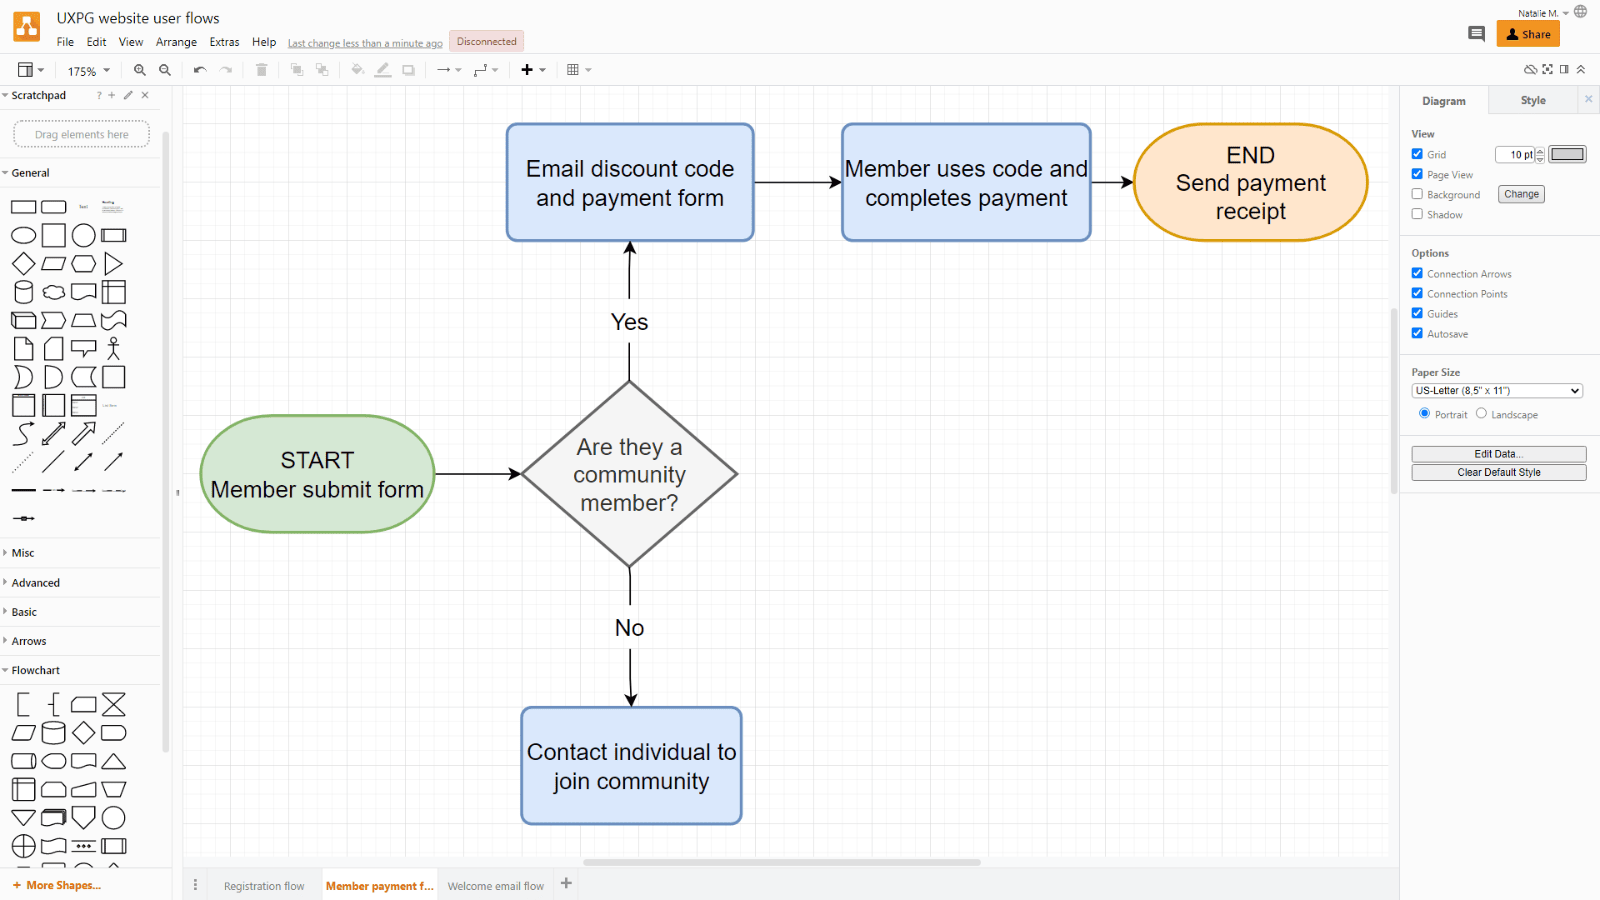 UXPG website user flows
Natalie M.
File Edit View Arrange Extras Help Last change less than a minute ago Disconnected
Share
175%
Scratchpad
?
Drag elements here
General
Text
Heading
Misc
Advanced
Basic
Arrows
Flowchart
+ More Shapes...
Email discount code
and payment form
Member uses code and
completes payment
END
Send payment
receipt
Yes
START
Member submit form
Are they a
community
member?
No
Contact individual to
join community
Registration flow
Member payment f...
Welcome email flow
Diagram
Style
View
Grid
10 pt
Page View
Background
Change
Shadow
Options
Connection Arrows
Connection Points
Guides
Autosave
Paper Size
US-Letter (8,5" x 11")
Portrait
Landscape
Edit Data...
Clear Default Style